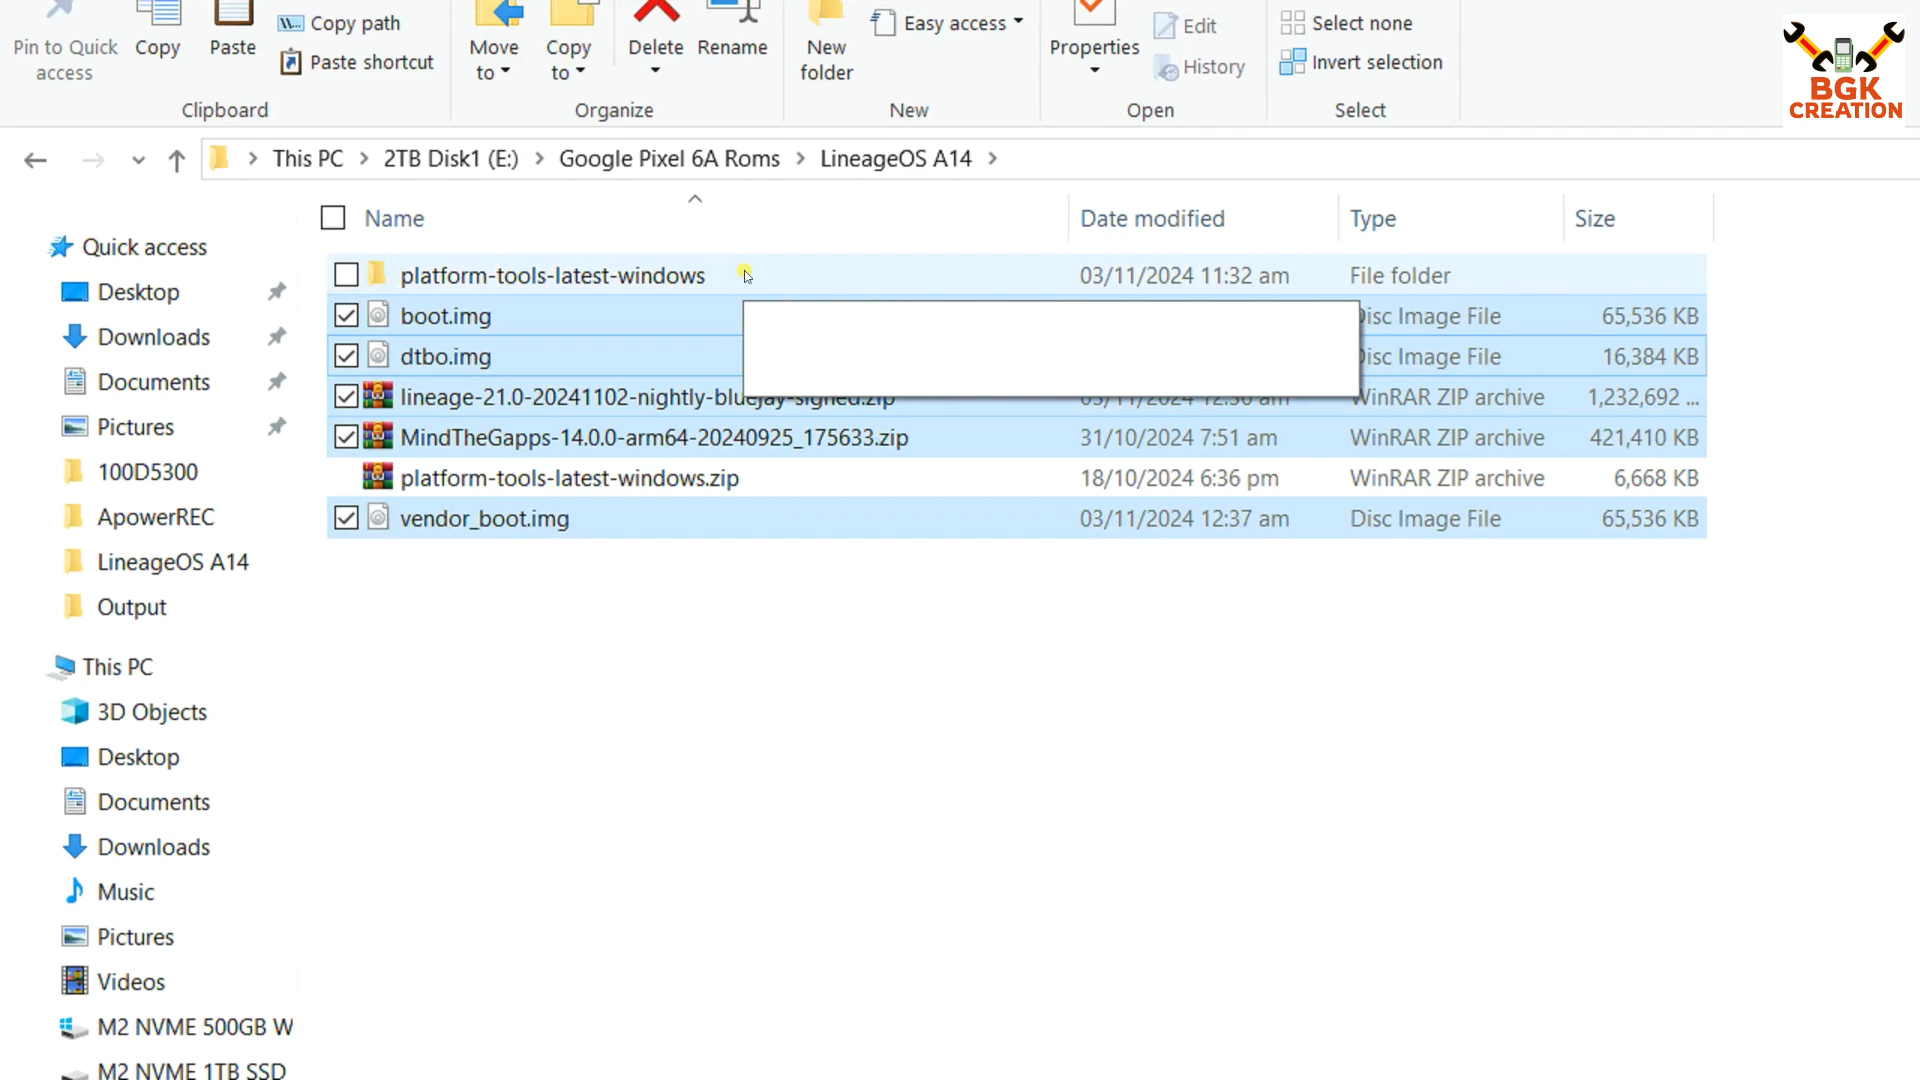 Pin to Quick access
Copy
Paste
Copy path
Paste shortcut
Clipboard
Move to
Copy to
Delete
Rename
Organize
New folder
Easy access
New
Properties
Edit
History
Open
Select none
Invert selection
Select
BGK
CREATION
This PC
2TB Disk1 (E:)
Google Pixel 6A Roms
LineageOS A14
Name
Date modified
Type
Size
platform-tools-latest-windows 03/11/2024 11:32 am File folder
boot.img Disc Image File 65,536 KB
dtbo.img Disc Image File 16,384 KB
lineage-21.0-20241102-nightly-bluejay-signed.zip WinRAR ZIP archive 1,232,692 ...
MindTheGapps-14.0.0-arm64-20240925_175633.zip 31/10/2024 7:51 am WinRAR ZIP archive 421,410 KB
platform-tools-latest-windows.zip 18/10/2024 6:36 pm WinRAR ZIP archive 6,668 KB
vendor_boot.img 03/11/2024 12:37 am Disc Image File 65,536 KB
Quick access
Desktop
Downloads
Documents
Pictures
100D5300
ApowerREC
LineageOS A14
Output
This PC
3D Objects
Desktop
Documents
Downloads
Music
Pictures
Videos
M2 NVME 500GB W
M2 NVME 1TB SSD